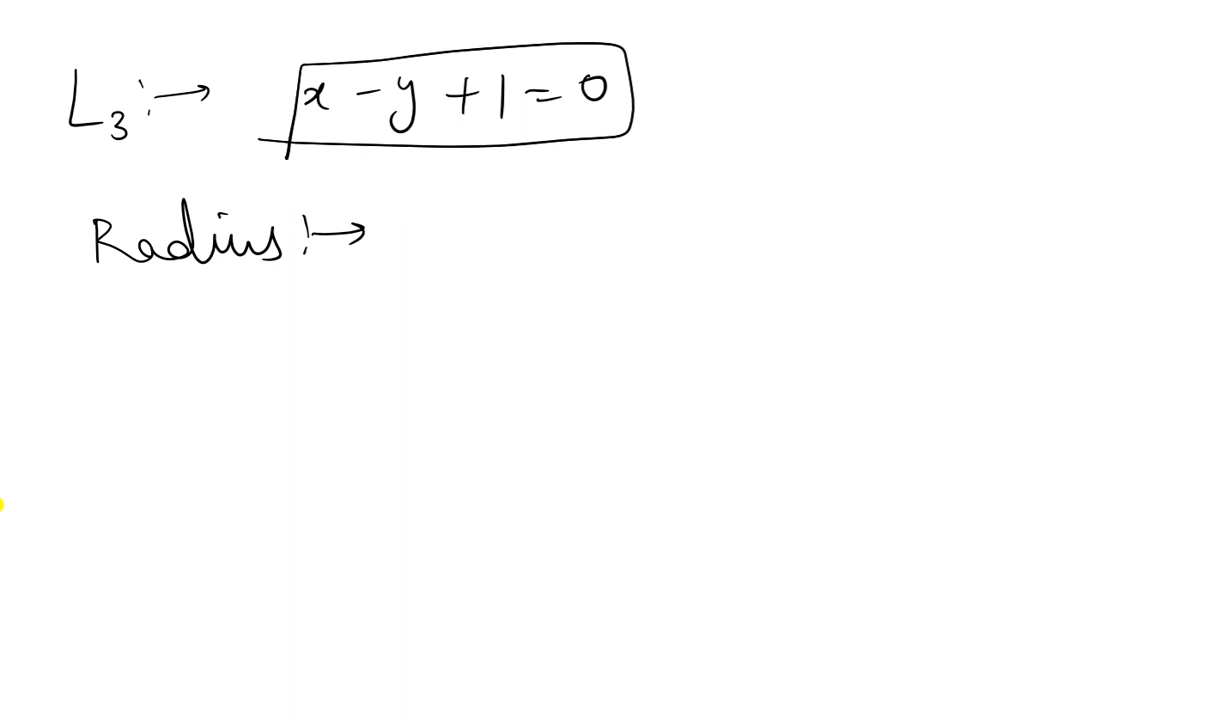 L₃ :→ x - y + 1 = 0
Radius :→